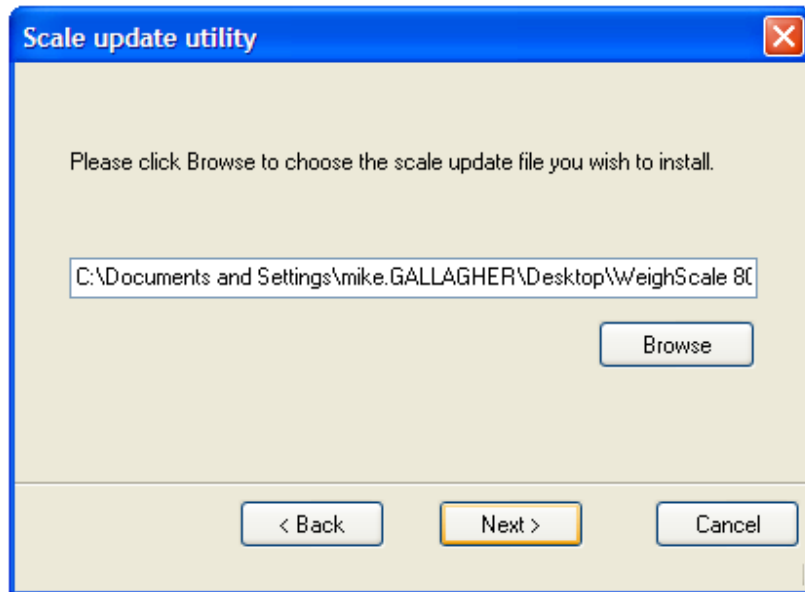 Scale update utility
Please click Browse to choose the scale update file you wish to install.
C:\Documents and Settings\mike.GALLAGHER\Desktop\WeighScale 80
Browse
< Back Next > Cancel